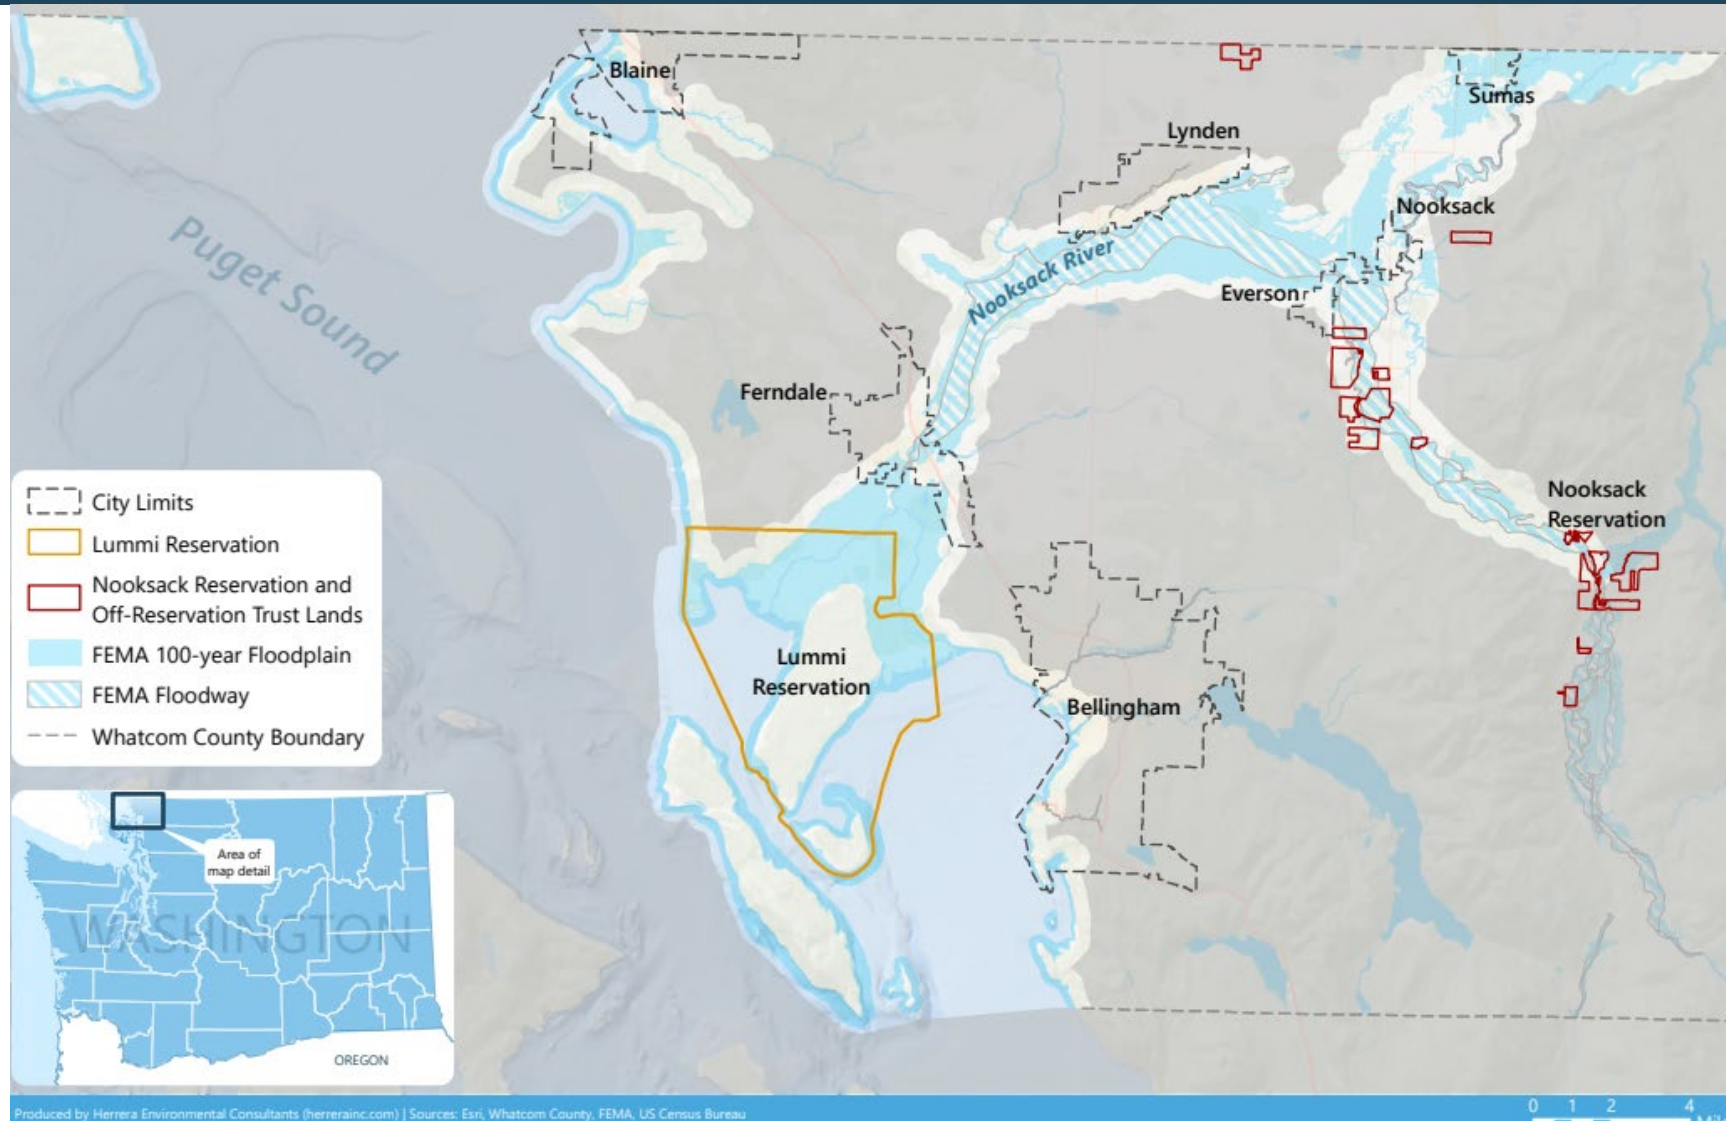 Blaine
Sumas
Lynden
Nooksack
Puget Sound
Nooksack River
Everson
Ferndale
Nooksack
Reservation
Lummi
Reservation
Bellingham
City Limits
Lummi Reservation
Nooksack Reservation and
Off-Reservation Trust Lands
FEMA 100-year Floodplain
FEMA Floodway
Whatcom County Boundary
Area of
map detail
WASHINGTON
OREGON
Produced by Herrera Environmental Consultants (herrerainc.com) | Sources: Esri, Whatcom County, FEMA, US Census Bureau
0 1 2 4